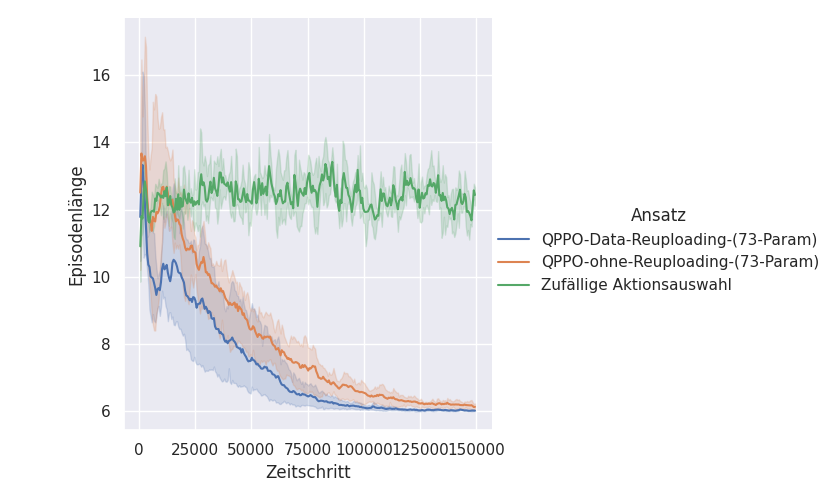 16
14
12
10
8
6
Episodenlänge
0
25000
50000
75000
100000
125000
150000
Zeitschritt
Ansatz
QPPO-Data-Reuploading-(73-Param)
QPPO-ohne-Reuploading-(73-Param)
Zufällige Aktionsauswahl